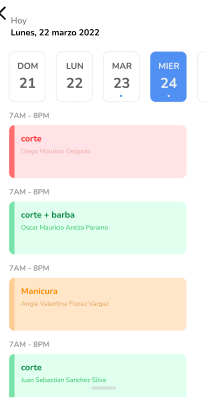 Hoy
Lunes, 22 marzo 2022
DOM LUN MAR MIER
21 22 23 24
7AM - 8PM
corte
Diego Mauricio Delgado
7AM - 8PM
corte + barba
Oscar Mauricio Arriza Paramo
7AM - 8PM
Manicura
Angie Valentina Florez Vargaz
7AM - 8PM
corte
Juan Sebastian Sanchez Silva